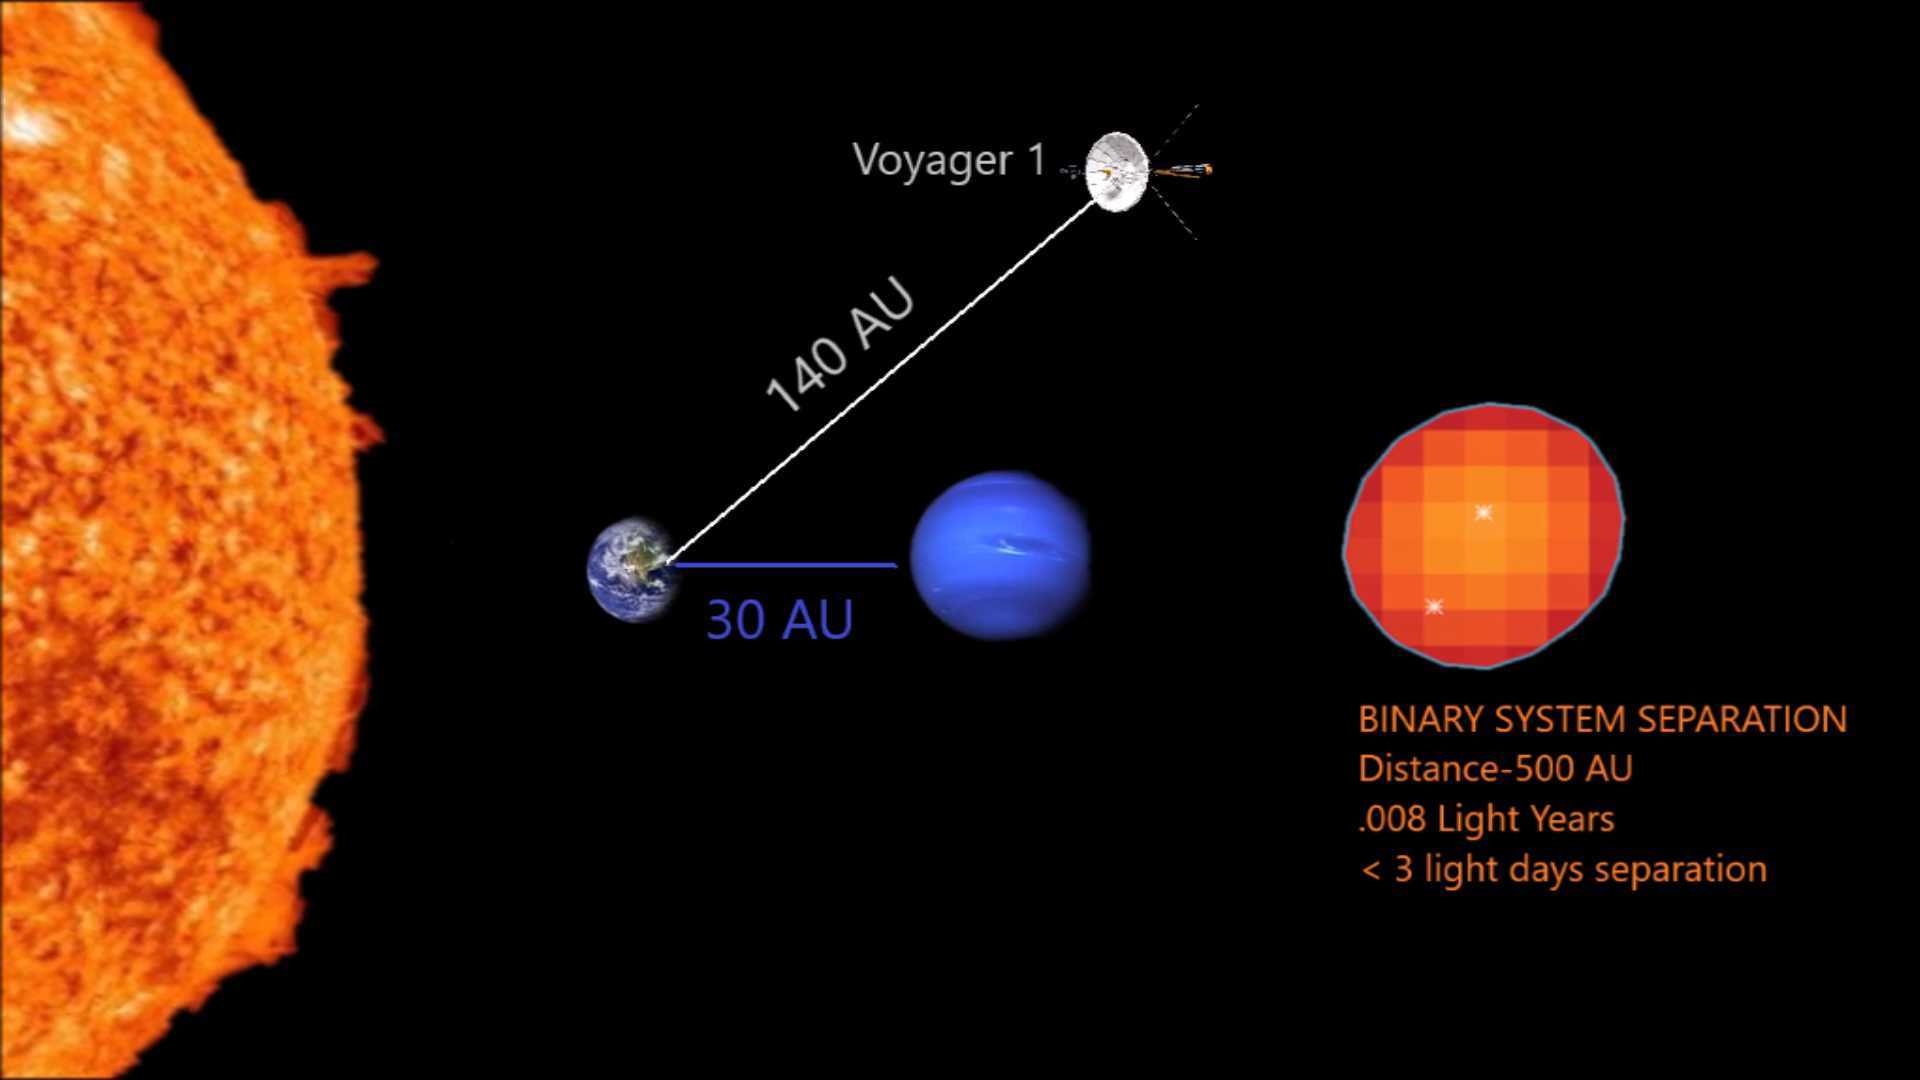 Voyager 1
140 AU
30 AU
BINARY SYSTEM SEPARATION
Distance-500 AU
.008 Light Years
< 3 light days separation